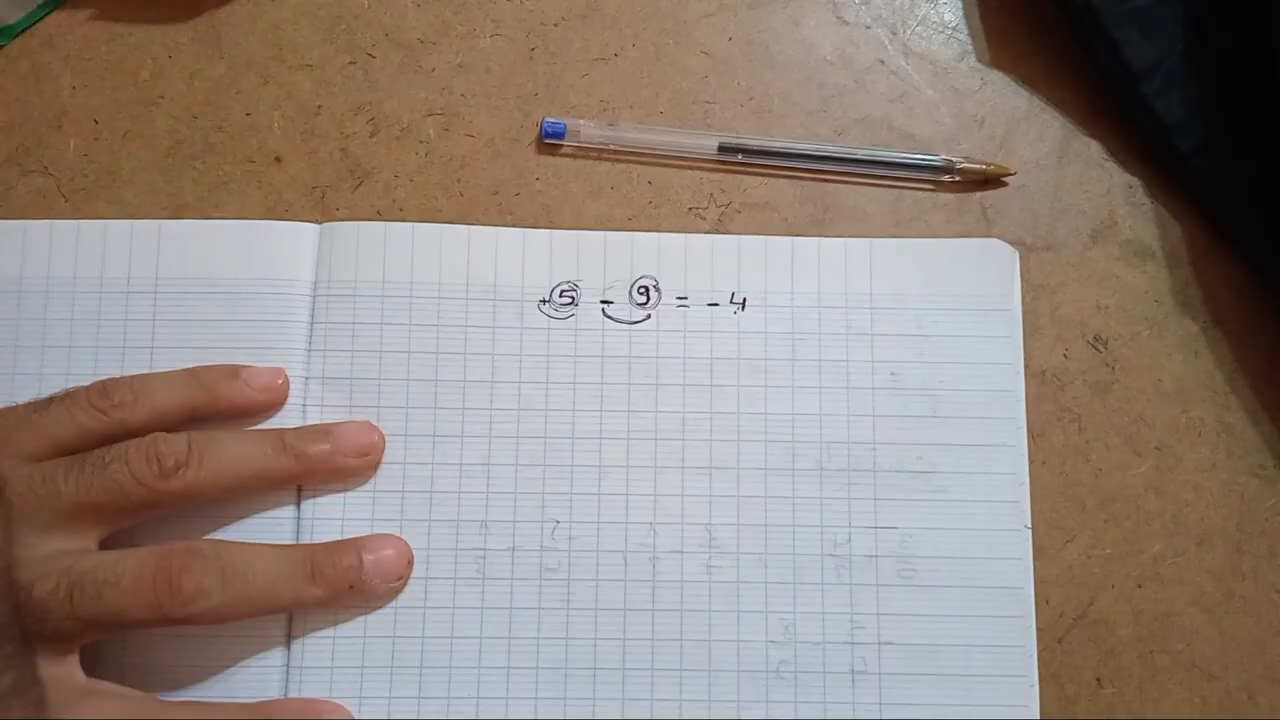 +5 - 9 = - 4